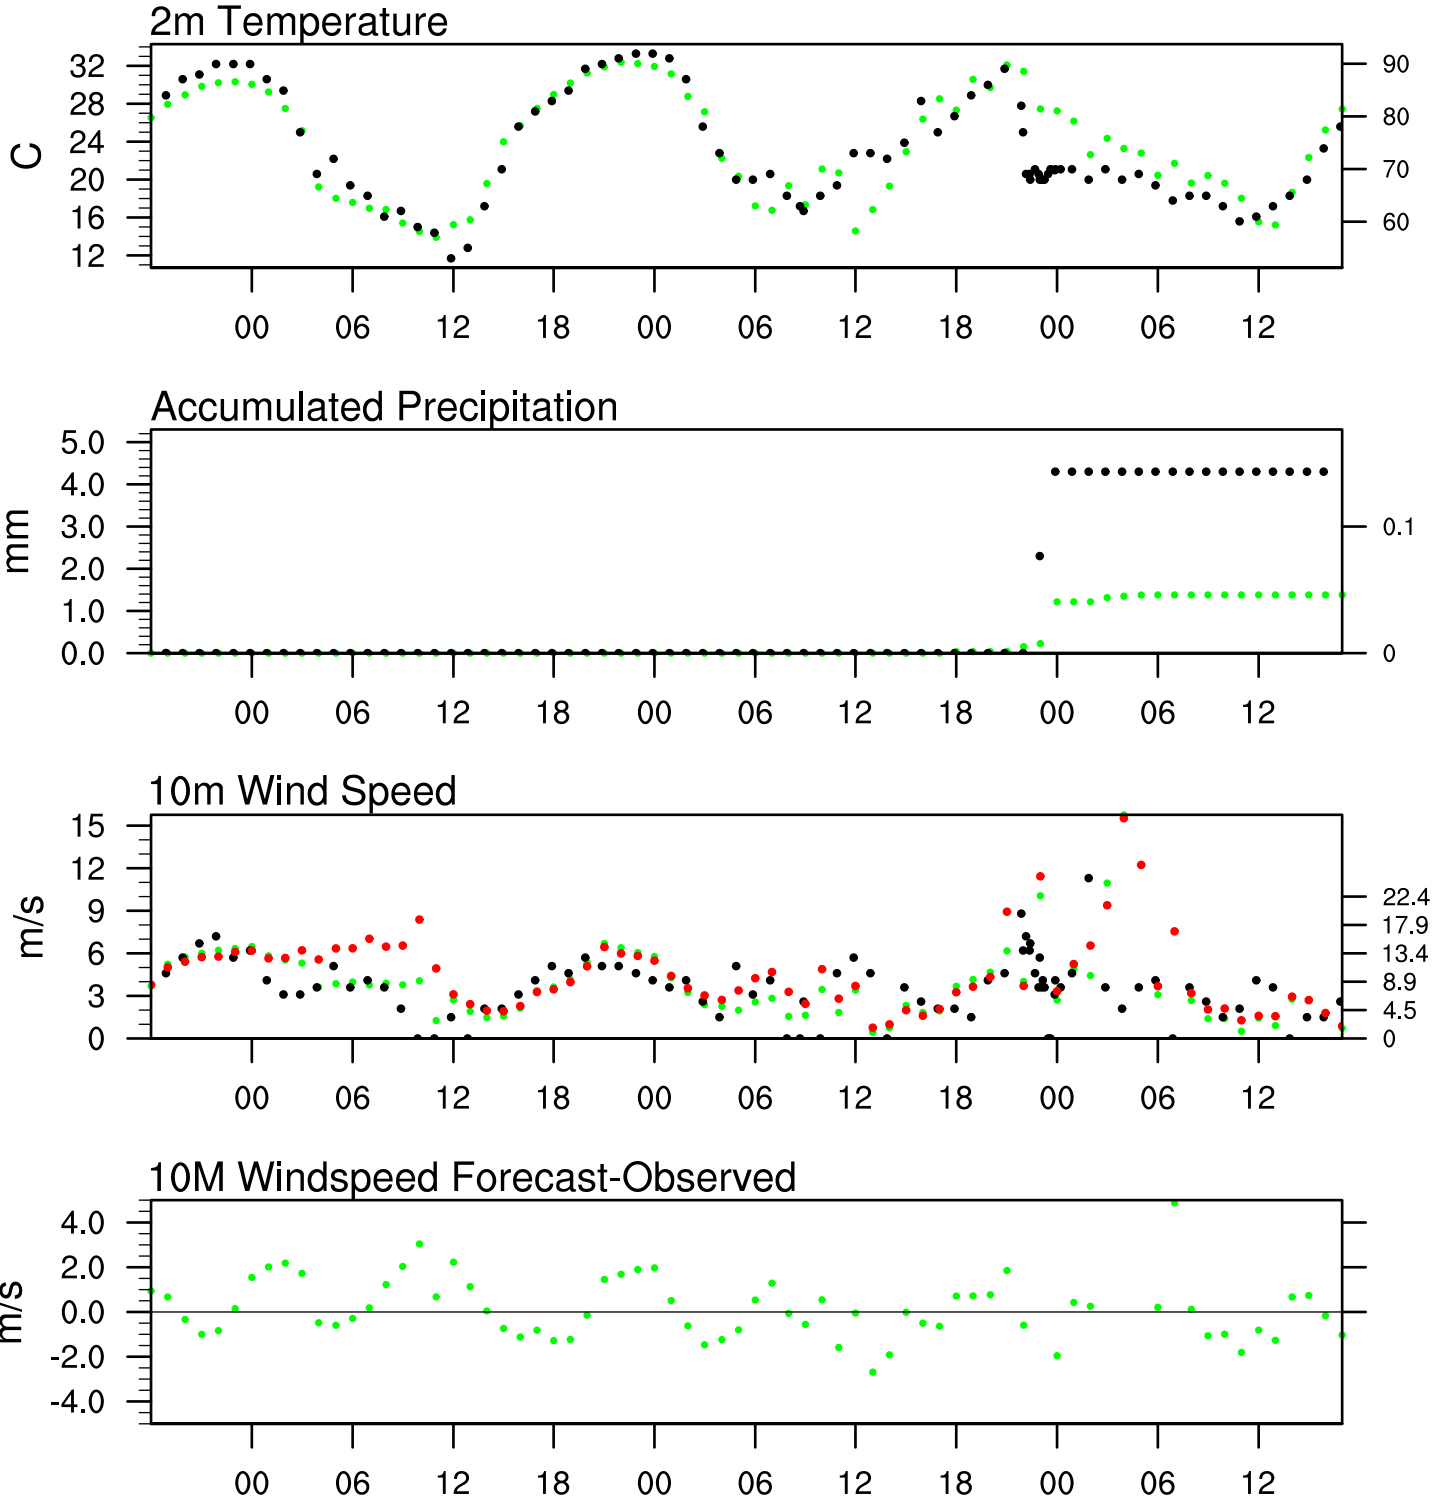 2m Temperature
32
28
24
20
16
12
C
90
80
70
60
00 06 12 18 00 06 12 18 00 06 12
Accumulated Precipitation
5.0
4.0
3.0
2.0
1.0
0.0
mm
0.1
0
00 06 12 18 00 06 12 18 00 06 12
10m Wind Speed
15
12
9
6
3
0
m/s
22.4
17.9
13.4
8.9
4.5
0
00 06 12 18 00 06 12 18 00 06 12
10M Windspeed Forecast-Observed
4.0
2.0
0.0
-2.0
-4.0
m/s
00 06 12 18 00 06 12 18 00 06 12